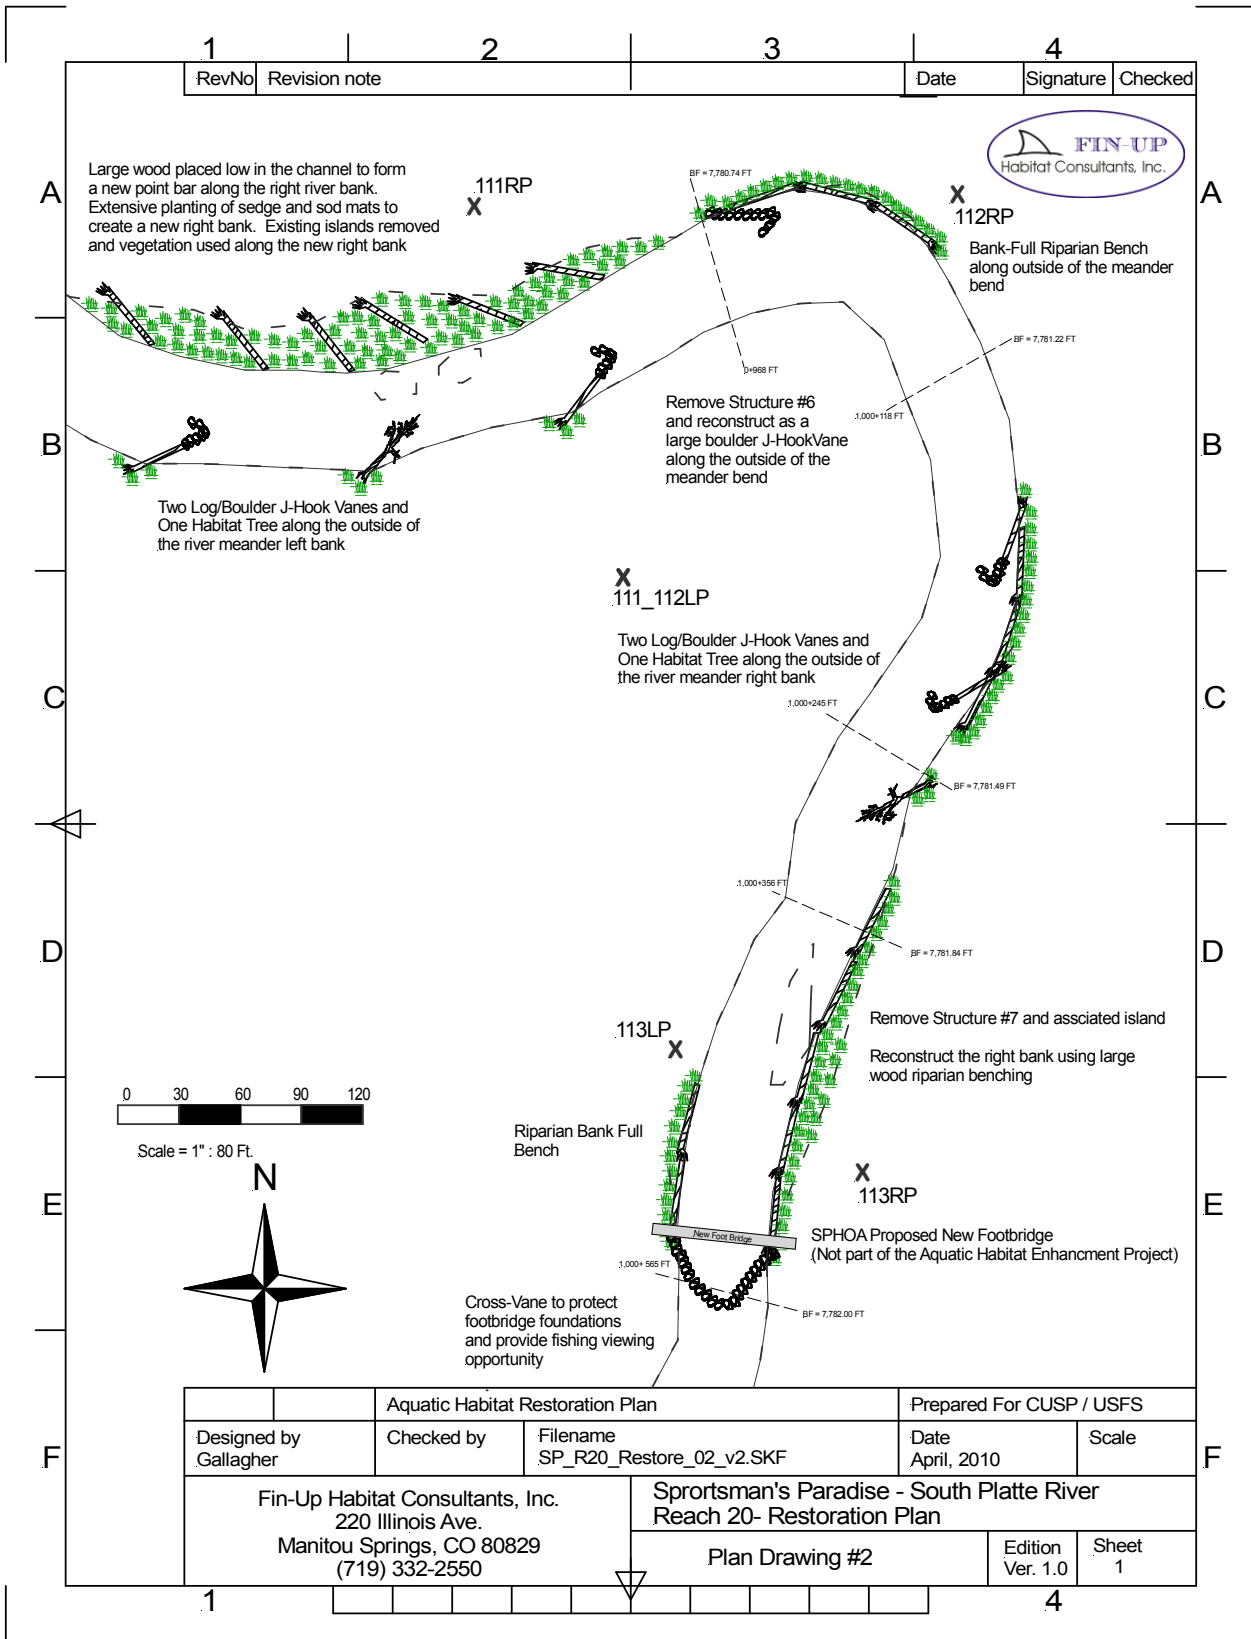 1 2 3 4
RevNo Revision note Date Signature Checked
FIN-UP
Habitat Consultants, Inc.
A
A
Large wood placed low in the channel to form
a new point bar along the right river bank.
Extensive planting of sedge and sod mats to
create a new right bank. Existing islands removed
and vegetation used along the new right bank
111RP
BF = 7,780.74 FT
112RP
Bank-Full Riparian Bench
along outside of the meander
bend
BF = 7,781.22 FT
0+968 FT
1,000+118 FT
Remove Structure #6
and reconstruct as a
large boulder J-HookVane
along the outside of the
meander bend
B
B
Two Log/Boulder J-Hook Vanes and
One Habitat Tree along the outside of
the river meander left bank
111_112LP
Two Log/Boulder J-Hook Vanes and
One Habitat Tree along the outside of
the river meander right bank
C
C
1,000+245 FT
BF = 7,781.49 FT
1,000+356 FT
D
D
BF = 7,781.84 FT
113LP
Remove Structure #7 and assciated island
Reconstruct the right bank using large
wood riparian benching
0 30 60 90 120
Scale = 1" : 80 Ft.
Riparian Bank Full
Bench
N
113RP
E
E
New Foot Bridge
SPHOA Proposed New Footbridge
(Not part of the Aquatic Habitat Enhancment Project)
1,000+ 565 FT
BF = 7,782.00 FT
Cross-Vane to protect
footbridge foundations
and provide fishing viewing
opportunity
Aquatic Habitat Restoration Plan
Prepared For CUSP / USFS
F
F
Designed by
Gallagher
Checked by
Filename
SP_R20_Restore_02_v2.SKF
Date
April, 2010
Scale
Fin-Up Habitat Consultants, Inc.
220 Illinois Ave.
Manitou Springs, CO 80829
(719) 332-2550
Sprortsman's Paradise - South Platte River
Reach 20- Restoration Plan
Plan Drawing #2
Edition
Ver. 1.0
Sheet
1
1 4